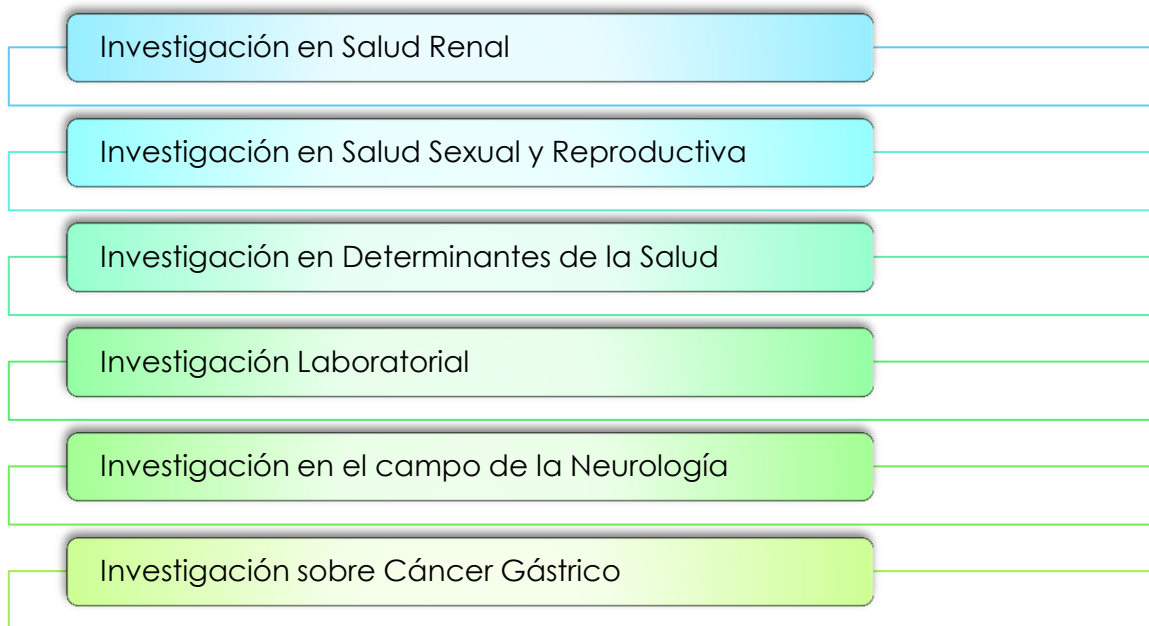 Investigación en Salud Renal
Investigación en Salud Sexual y Reproductiva
Investigación en Determinantes de la Salud
Investigación Laboratorial
Investigación en el campo de la Neurología
Investigación sobre Cáncer Gástrico